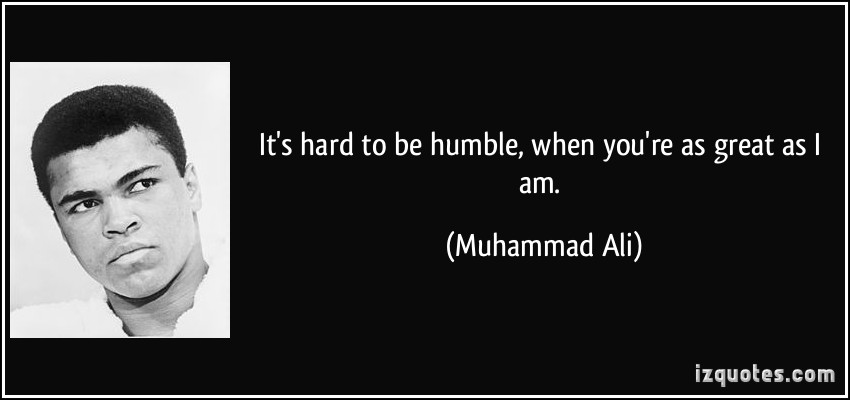 It's hard to be humble, when you're as great as I
am.
(Muhammad Ali)
izquotes.com